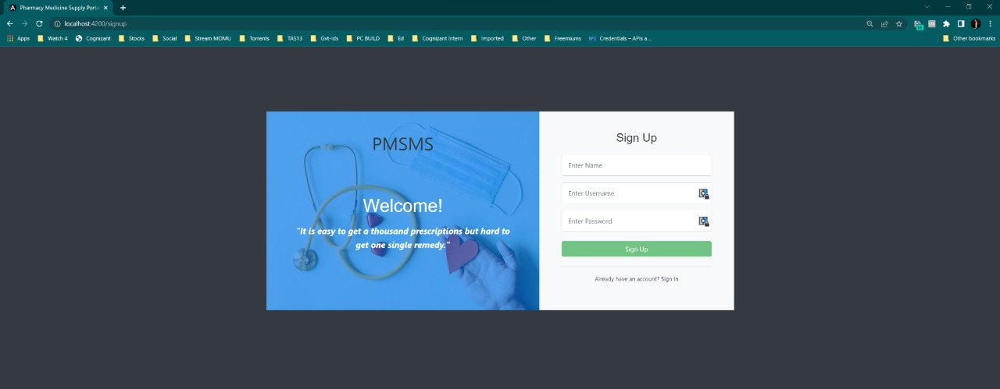 Pharmacy Medicine Supply Porta
localhost:4200/signup
Apps Watch 4 Cognizant Stocks Social Stream MOMU Torrents TAS13 Gvt-Ids PC BUILD Ed Cognizant Intern Imported Other Freemiums API Credentials – APIs a... Other bookmarks
PMSMS
Welcome!
"It is easy to get a thousand prescriptions but hard to
get one single remedy."
Sign Up
Enter Name
Enter Username
Enter Password
Sign Up
Already have an account? Sign In